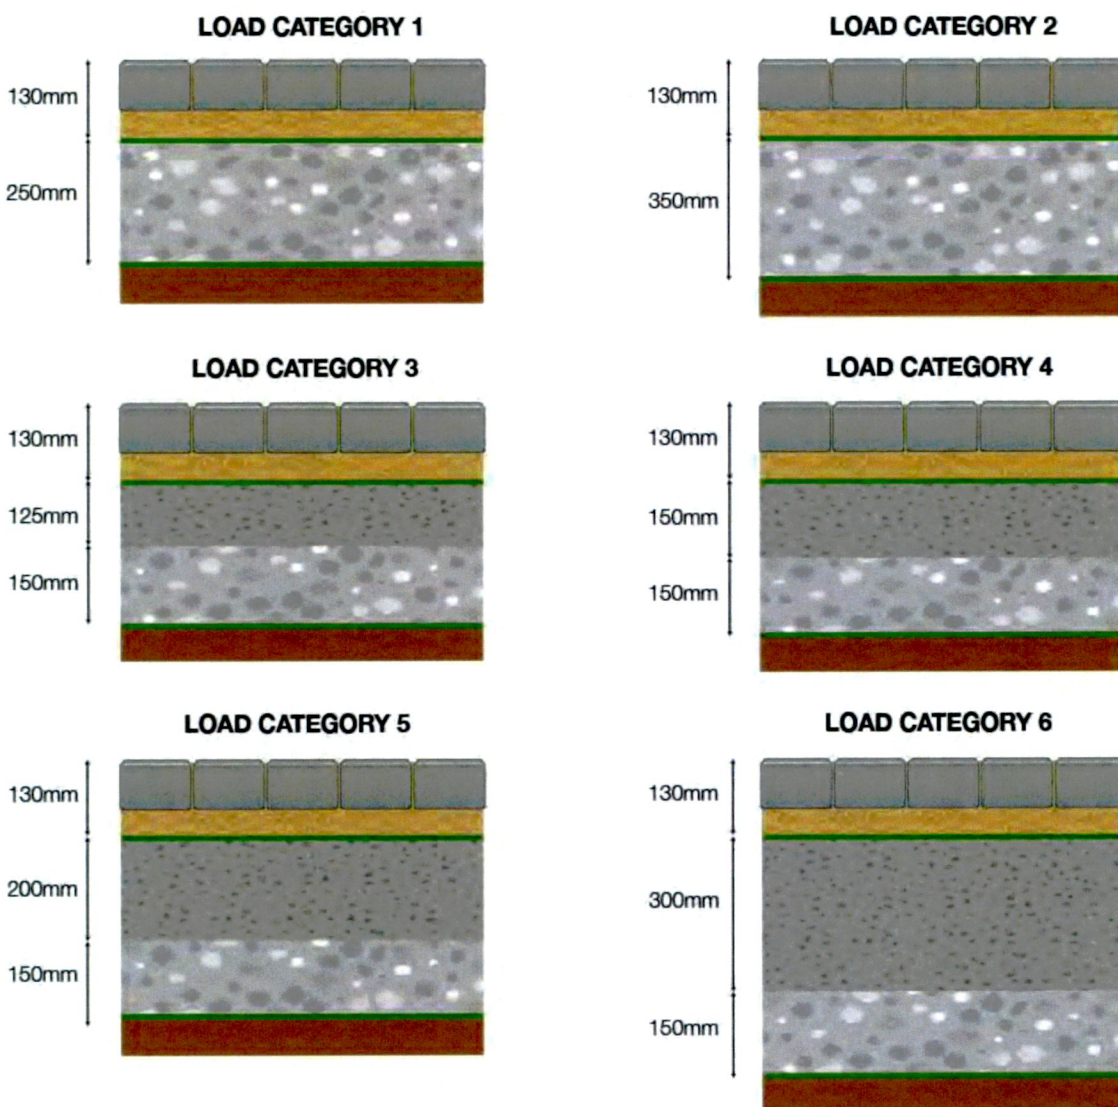 LOAD CATEGORY 1
130mm
250mm
LOAD CATEGORY 2
130mm
350mm
LOAD CATEGORY 3
130mm
125mm
150mm
LOAD CATEGORY 4
130mm
150mm
150mm
LOAD CATEGORY 5
130mm
200mm
150mm
LOAD CATEGORY 6
130mm
300mm
150mm